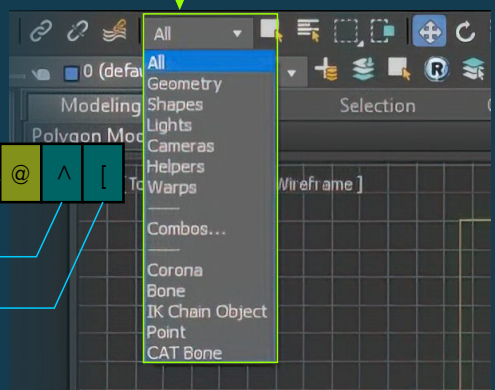 All
0 (defau
All
Geometry
Shapes
Lights
Cameras
Helpers
Warps
------
Combos...
------
Corona
Bone
IK Chain Object
Point
CAT Bone
Modeling
Selection
Polygon Mod
@ ^ [
[ To
Wireframe ]
R